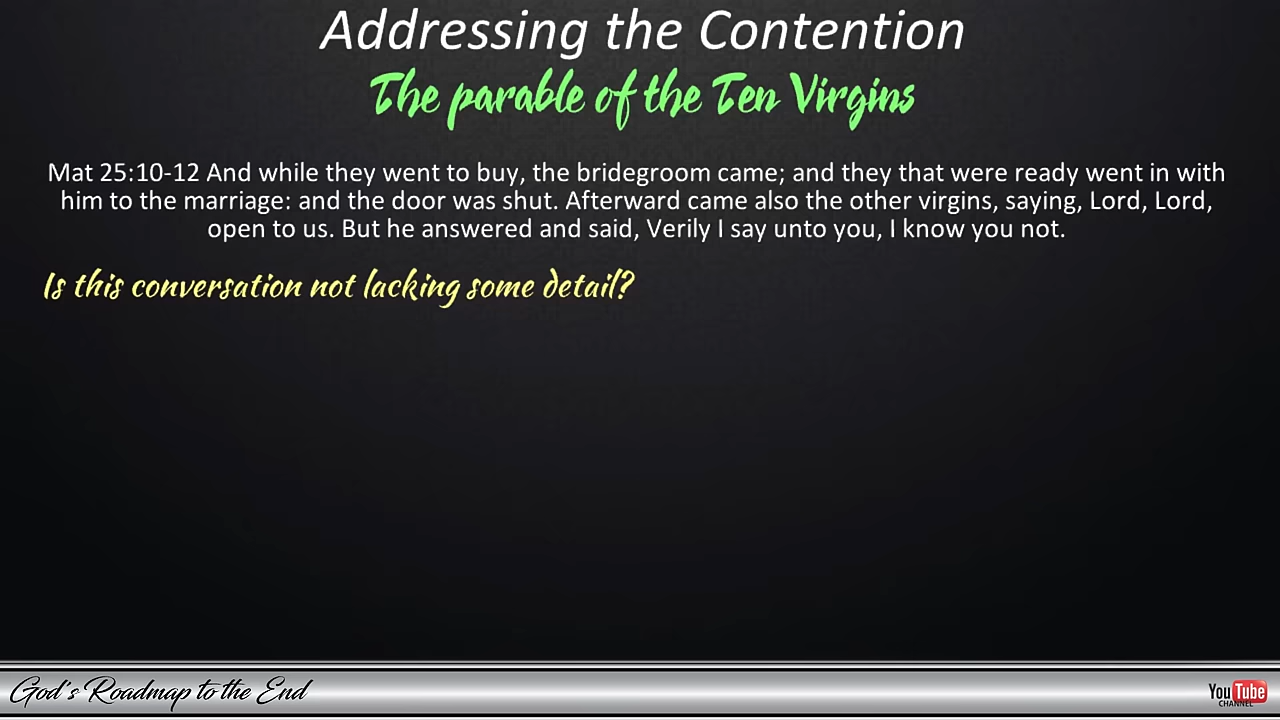 Addressing the Contention
The parable of the Ten Virgins
Mat 25:10-12 And while they went to buy, the bridegroom came; and they that were ready went in with
him to the marriage: and the door was shut. Afterward came also the other virgins, saying, Lord, Lord,
open to us. But he answered and said, Verily I say unto you, I know you not.
Is this conversation not lacking some detail?
God's Roadmap to the End
YouTube
CHANNEL